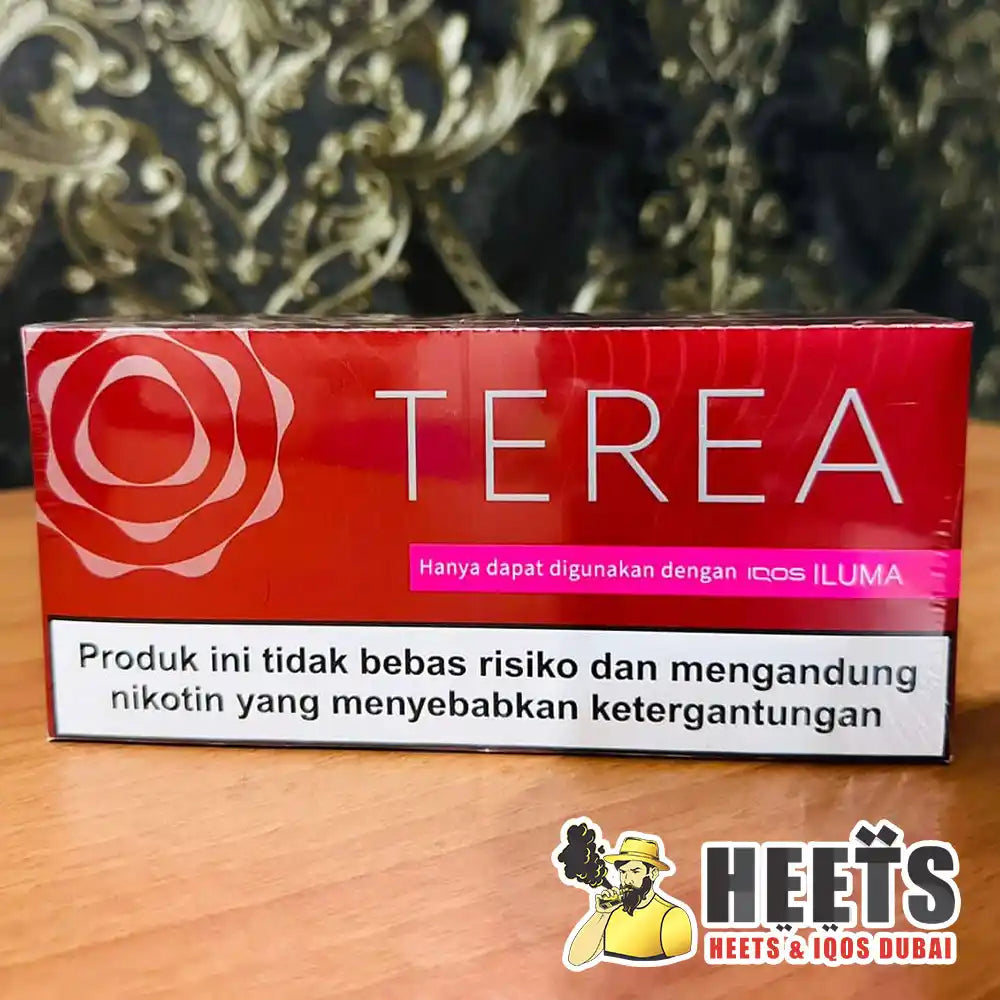 TEREA
Hanya dapat digunakan dengan IQOS ILUMA
Produk ini tidak bebas risiko dan mengandung
nikotin yang menyebabkan ketergantungan
HEETS
HEETS & IQOS DUBAI